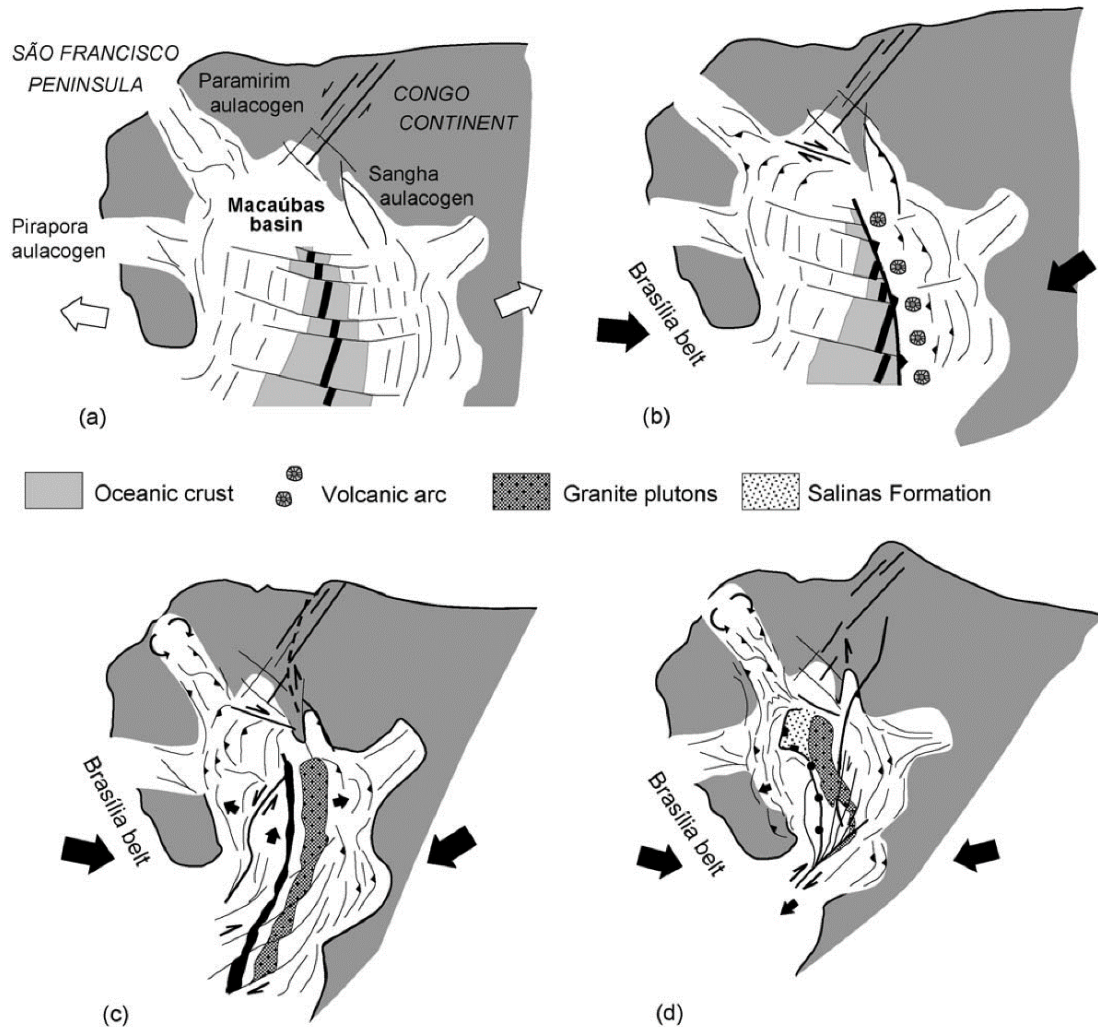 SÃO FRANCISCO
PENINSULA
Paramirim
aulacogen
CONGO
CONTINENT
Sangha
aulacogen
Macaúbas
basin
Pirapora
aulacogen
(a)
Brasília belt
(b)
Oceanic crust
Volcanic arc
Granite plutons
Salinas Formation
Brasília belt
(c)
Brasília belt
(d)